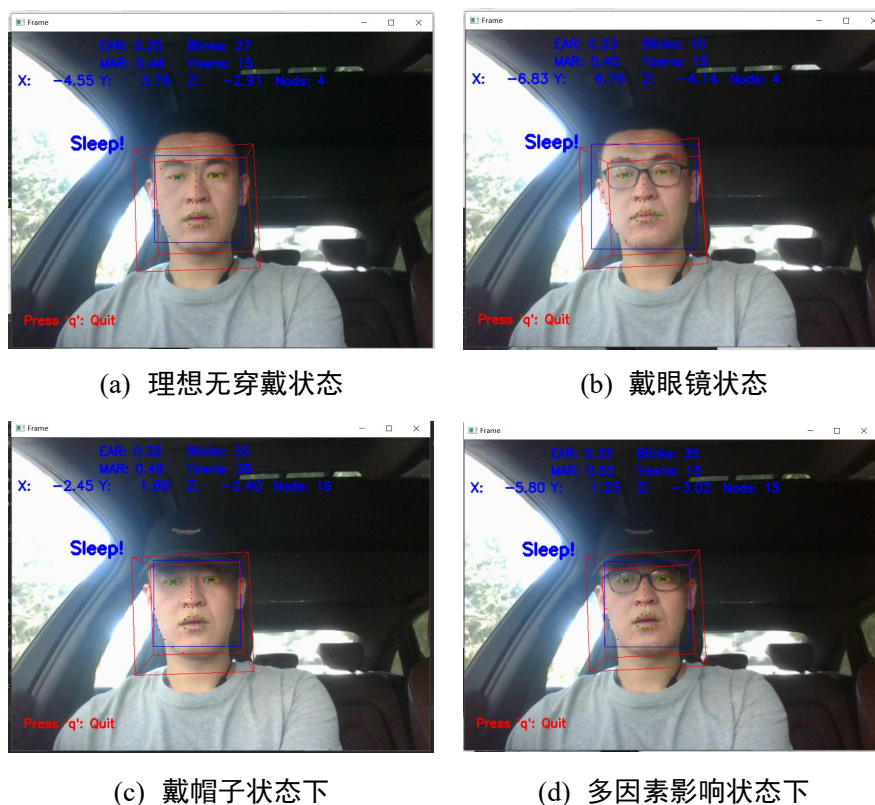 Frame
EAR: 0.25 Blinks: 27
MAR: 0.48 Yowns: 15
X: -4.55 Y: 3.78 Z: -2.91 Nods: 4
Sleep!
Press 'q': Quit
(a) 理想无穿戴状态
Frame
EAR: 0.23 Blinks: 10
MAR: 0.40 Yowns: 15
X: -6.83 Y: 6.76 Z: -4.14 Nods: 4
Sleep!
Press 'q': Quit
(b) 戴眼镜状态
Frame
EAR: 0.32 Blinks: 35
MAR: 0.49 Yowns: 38
X: -2.45 Y: 1.88 Z: -2.40 Nods: 16
Sleep!
Press 'q': Quit
(c) 戴帽子状态下
Frame
EAR: 0.33 Blinks: 35
MAR: 0.52 Yowns: 15
X: -5.80 Y: 1.25 Z: -3.02 Nods: 15
Sleep!
Press 'q': Quit
(d) 多因素影响状态下